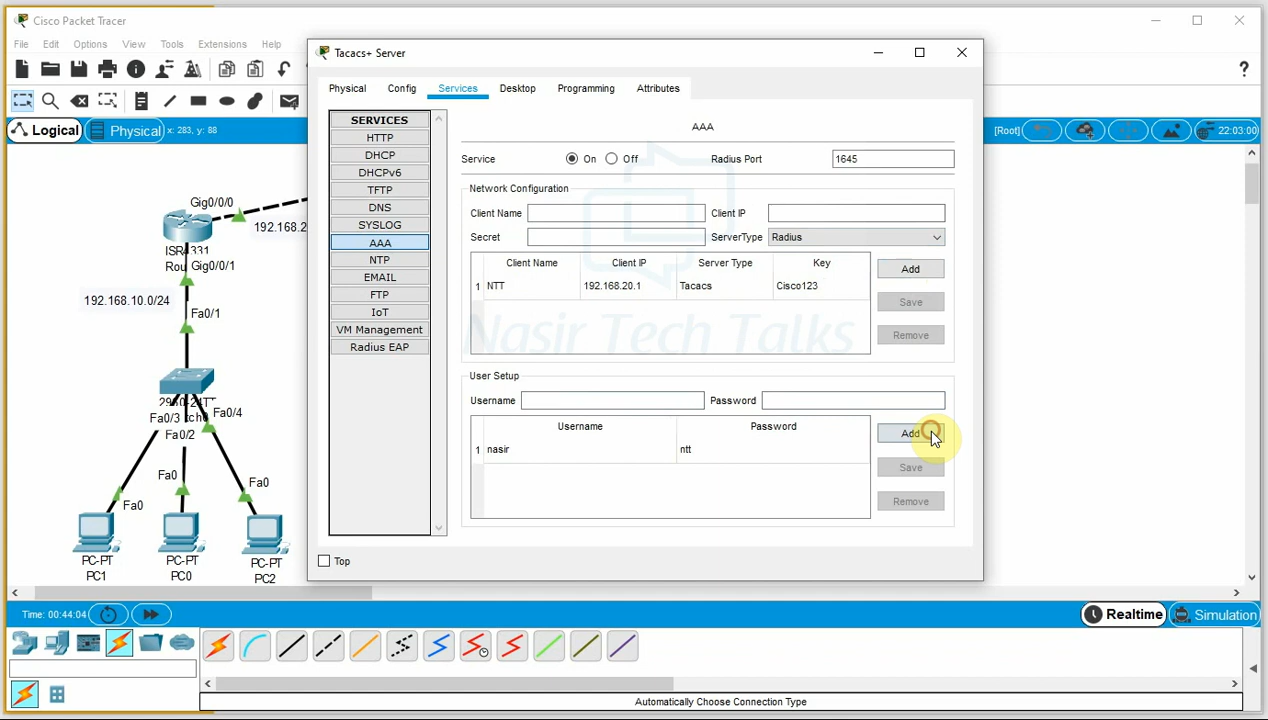 Cisco Packet Tracer
File Edit Options View Tools Extensions Help
?
Logical Physical x: 283, y: 88 [Root] 22:03:00
Tacacs+ Server
Physical Config Services Desktop Programming Attributes
SERVICES
HTTP
DHCP
DHCPv6
TFTP
DNS
SYSLOG
AAA
NTP
EMAIL
FTP
IoT
VM Management
Radius EAP
AAA
Service On Off Radius Port 1645
Network Configuration
Client Name Client IP
Secret ServerType Radius
Client Name Client IP Server Type Key
1 NTT 192.168.20.1 Tacacs Cisco123
Add
Save
Remove
Nasir Tech Talks
User Setup
Username Password
Username Password
1 nasir ntt
Add
Save
Remove
Top
Gig0/0/0
192.168.2
Rou Gig0/0/1
192.168.10.0/24
Fa0/1
Fa0/3
Fa0/4
Fa0/2
Fa0 Fa0
Fa0
PC-PT PC-PT PC-PT
PC1 PC0 PC2
Time: 00:44:04 Realtime Simulation
Automatically Choose Connection Type